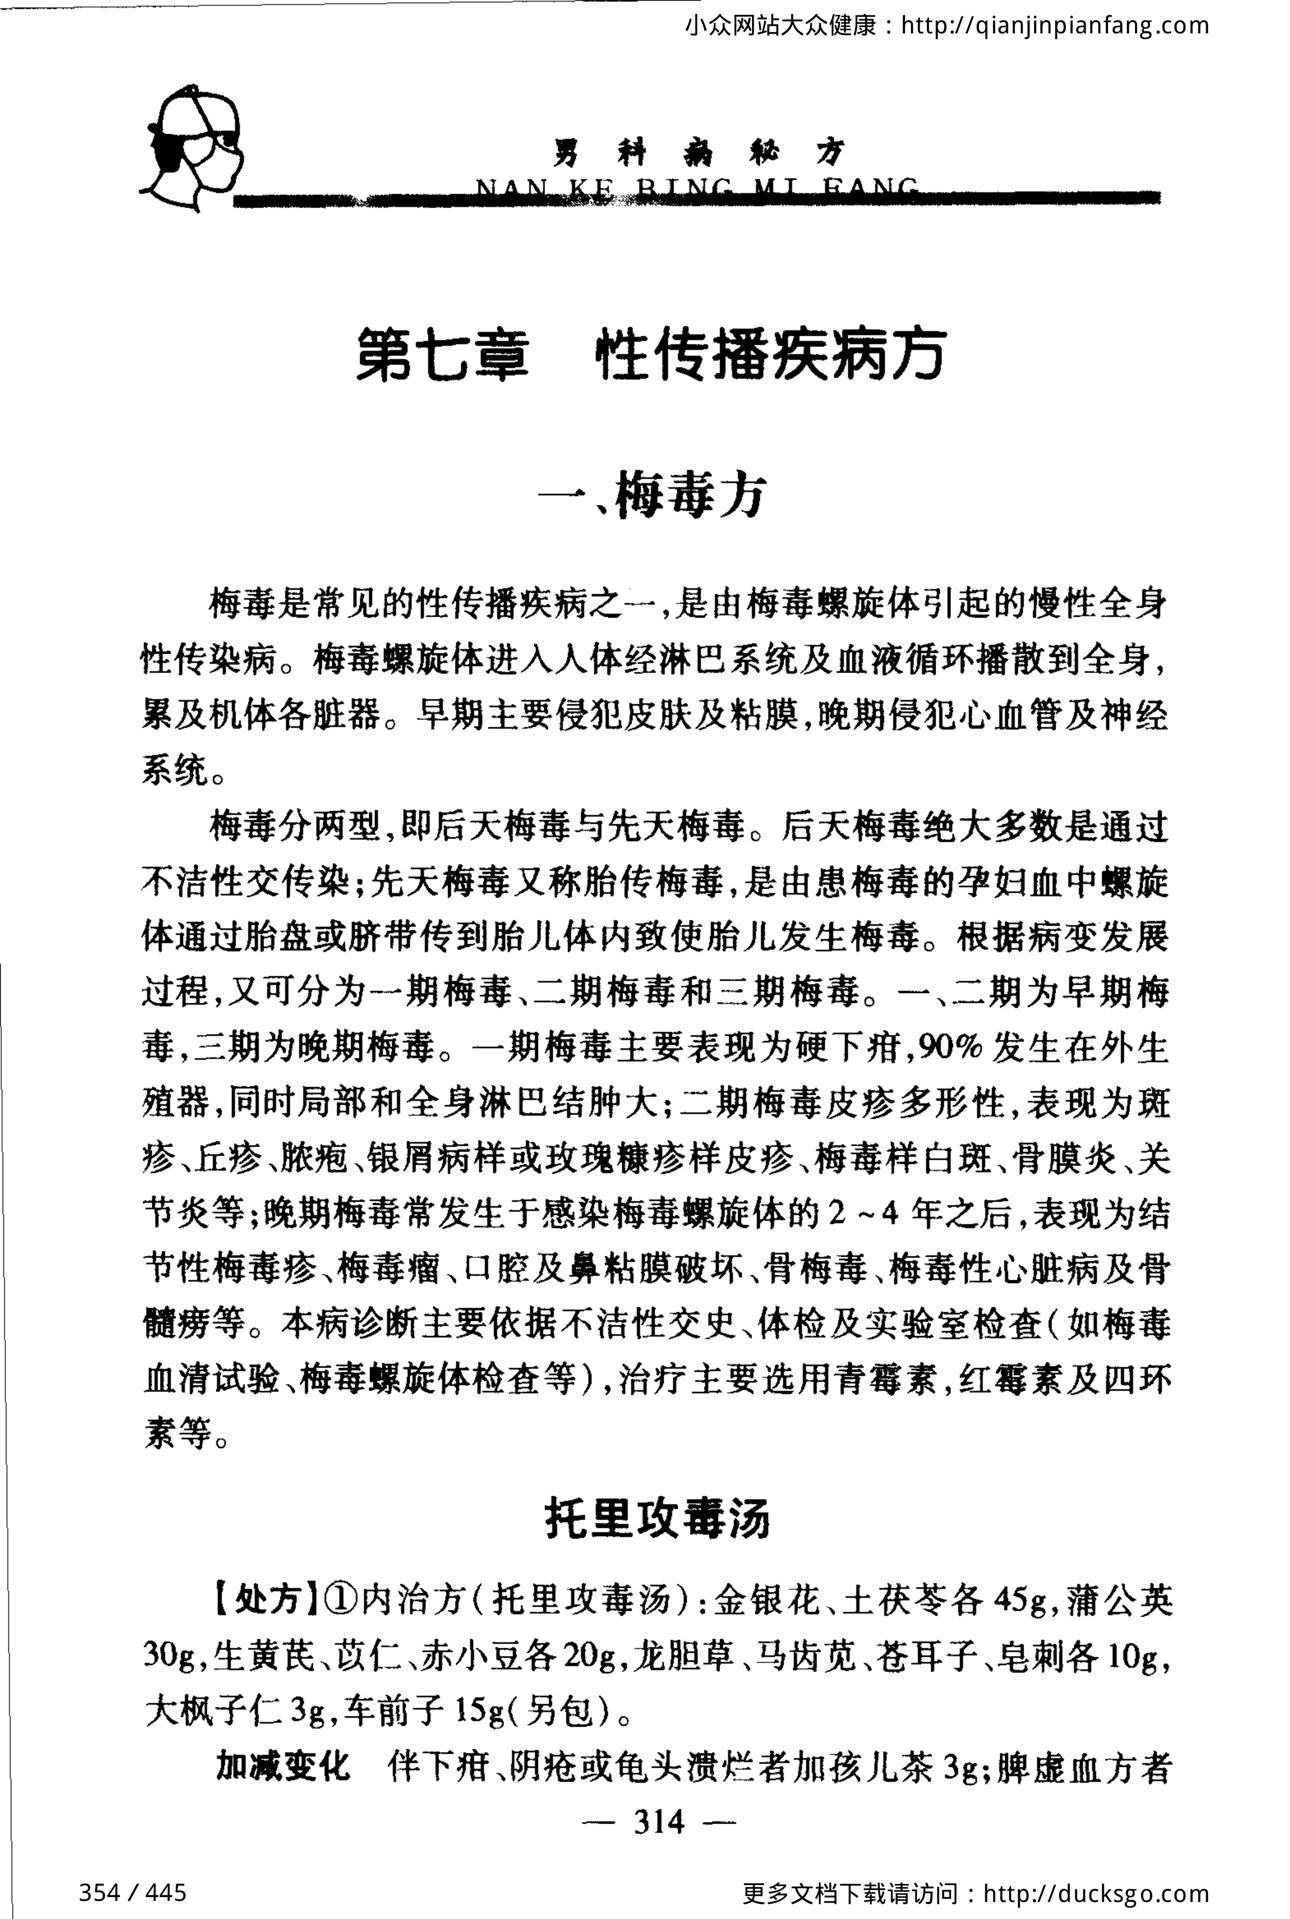 小众网站大众健康：http://qianjinpianfang.com
男科病秘方
NAN KE BING MI FANG
第七章 性传播疾病方
一、梅毒方
梅毒是常见的性传播疾病之一,是由梅毒螺旋体引起的慢性全身
性传染病。梅毒螺旋体进入人体经淋巴系统及血液循环播散到全身,
累及机体各脏器。早期主要侵犯皮肤及粘膜,晚期侵犯心血管及神经
系统。
梅毒分两型,即后天梅毒与先天梅毒。后天梅毒绝大多数是通过
不洁性交传染;先天梅毒又称胎传梅毒,是由患梅毒的孕妇血中螺旋
体通过胎盘或脐带传到胎儿体内致使胎儿发生梅毒。根据病变发展
过程,又可分为一期梅毒、二期梅毒和三期梅毒。一、二期为早期梅
毒,三期为晚期梅毒。一期梅毒主要表现为硬下疳,90%发生在外生
殖器,同时局部和全身淋巴结肿大;二期梅毒皮疹多形性,表现为斑
疹、丘疹、脓疱、银屑病样或玫瑰糠疹样皮疹、梅毒样白斑、骨膜炎、关
节炎等;晚期梅毒常发生于感染梅毒螺旋体的2~4年之后,表现为结
节性梅毒疹、梅毒瘤、口腔及鼻粘膜破坏、骨梅毒、梅毒性心脏病及骨
髓痨等。本病诊断主要依据不洁性交史、体检及实验室检查(如梅毒
血清试验、梅毒螺旋体检查等),治疗主要选用青霉素,红霉素及四环
素等。
托里攻毒汤
【处方】①内治方(托里攻毒汤):金银花、土茯苓各45g,蒲公英
30g,生黄芪、苡仁、赤小豆各20g,龙胆草、马齿苋、苍耳子、皂刺各10g,
大枫子仁3g,车前子15g(另包)。
加减变化 伴下疳、阴疮或龟头溃烂者加孩儿茶3g;脾虚血方者
— 314 —
354 / 445
更多文档下载请访问：http://ducksgo.com